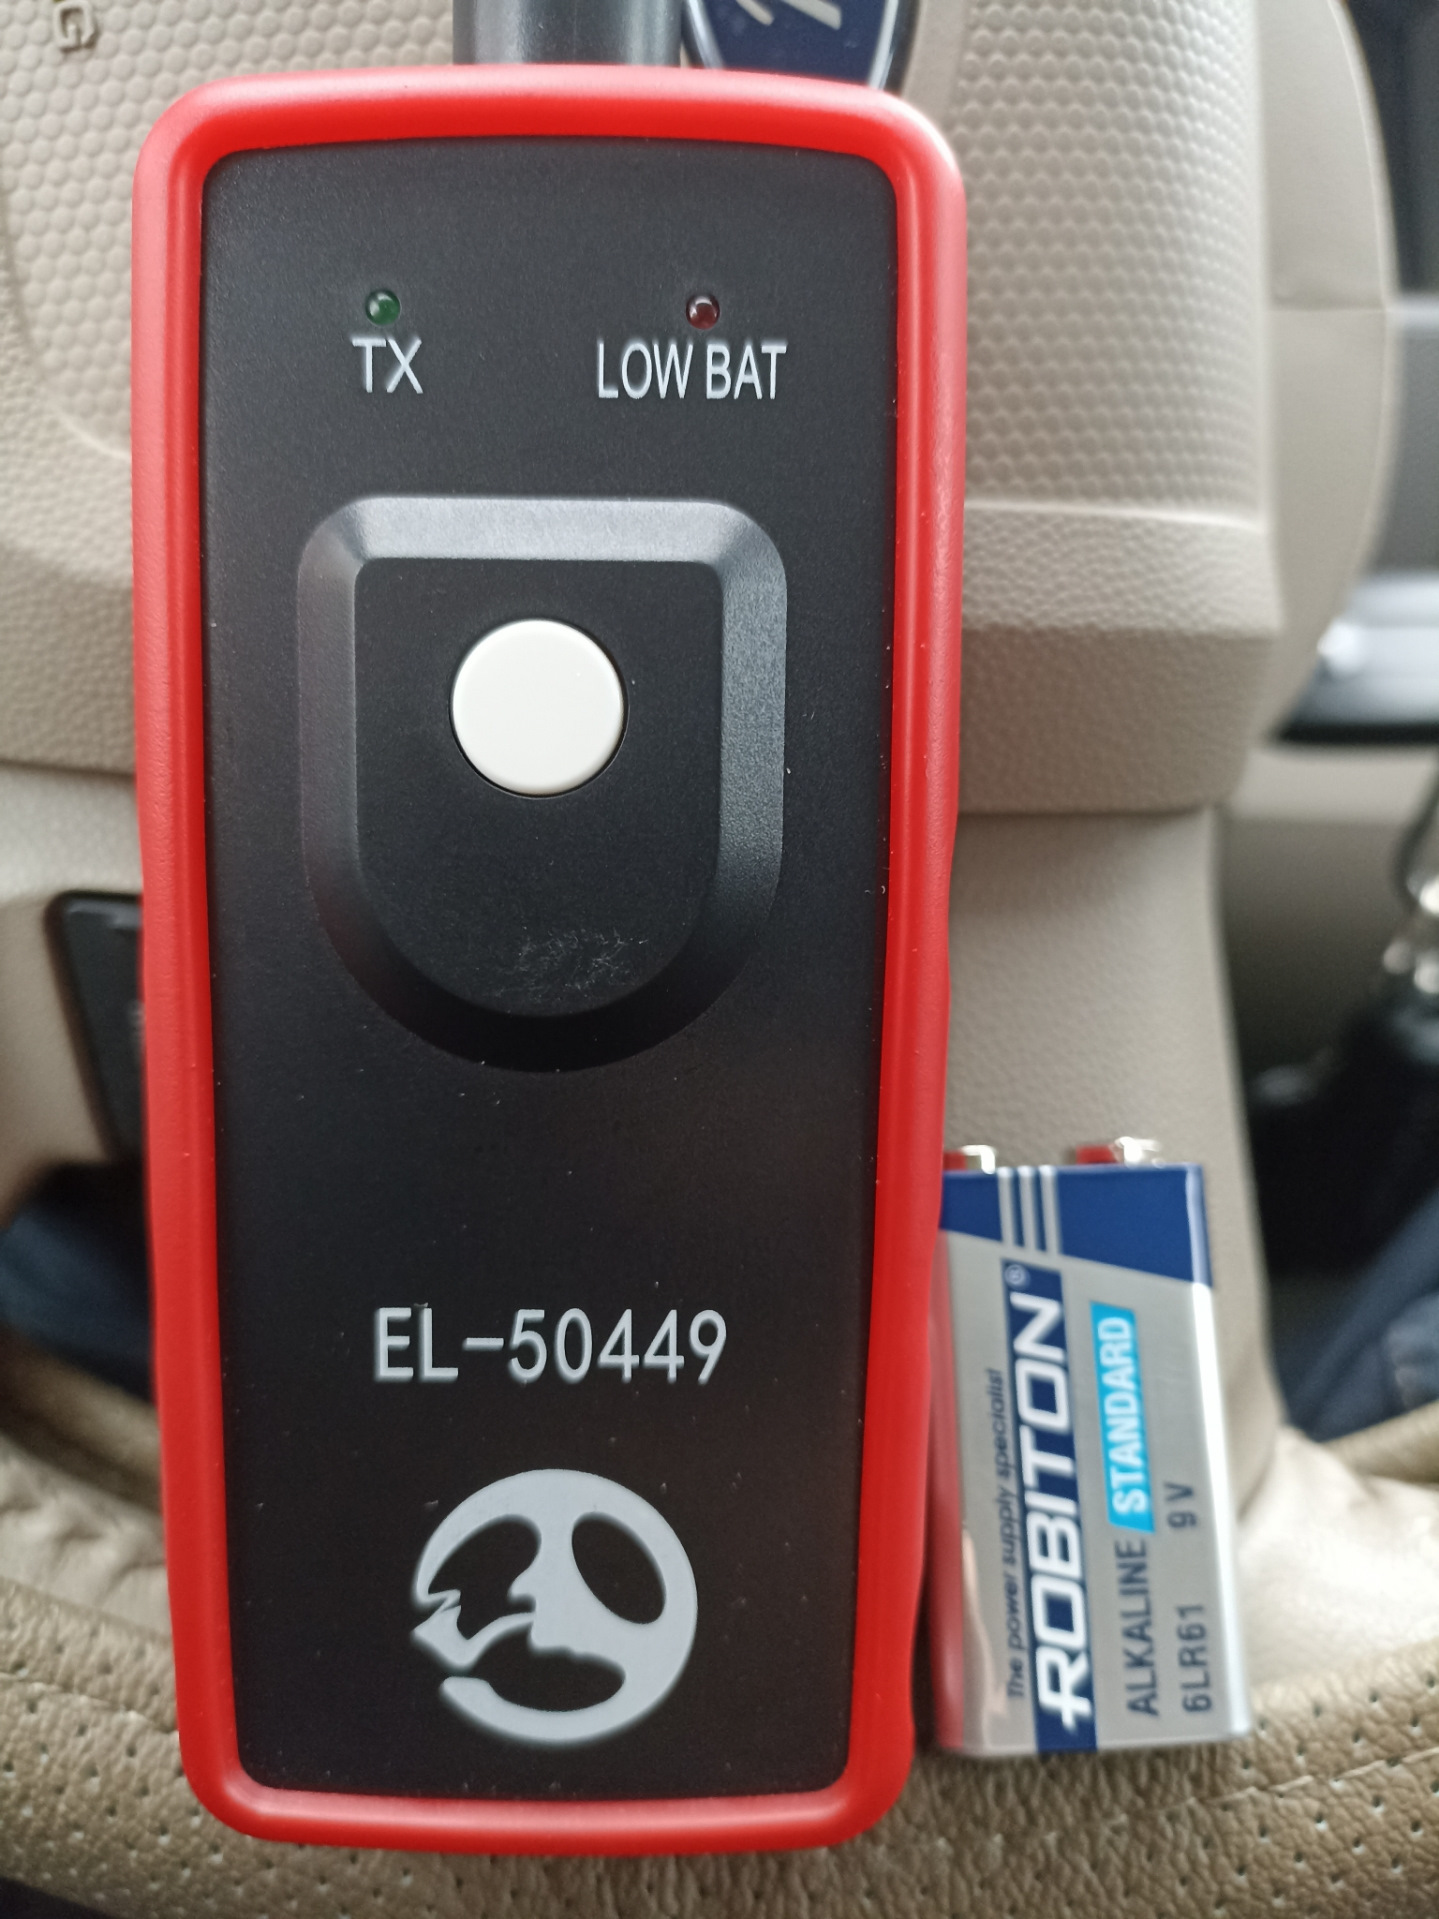 TX
LOW BAT
EL-50449
The power supply specialist
ROBITON®
ALKALINE STANDARD
6LR61 9V